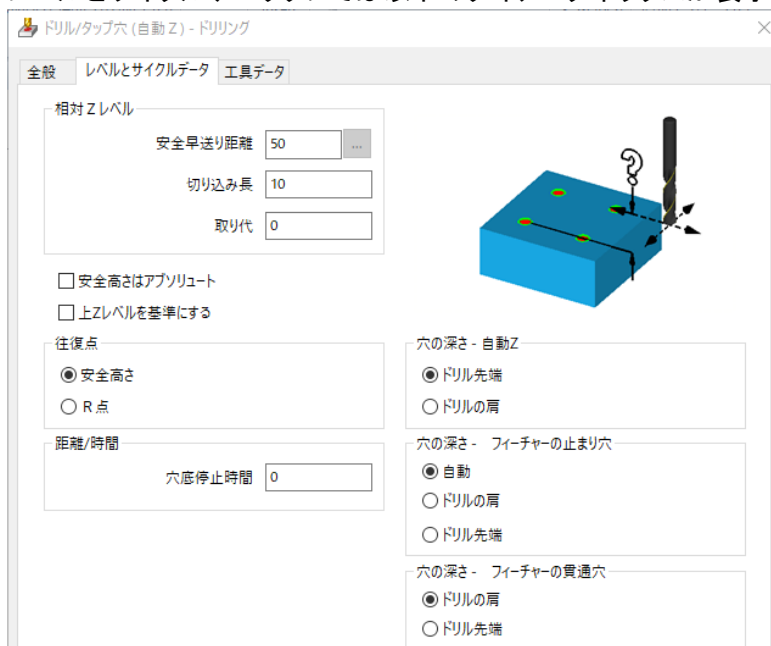 ドリル/タップ穴 (自動 Z ) - ドリリング
全般 レベルとサイクルデータ 工具データ
相対 Z レベル
安全早送り距離 50 ...
切り込み長 10
取り代 0
安全高さはアブソリュート
上Zレベルを基準にする
往復点
安全高さ
R 点
距離/時間
穴底停止時間 0
穴の深さ - 自動Z
ドリル先端
ドリルの肩
穴の深さ - フィーチャーの止まり穴
自動
ドリルの肩
ドリル先端
穴の深さ - フィーチャーの貫通穴
ドリルの肩
ドリル先端